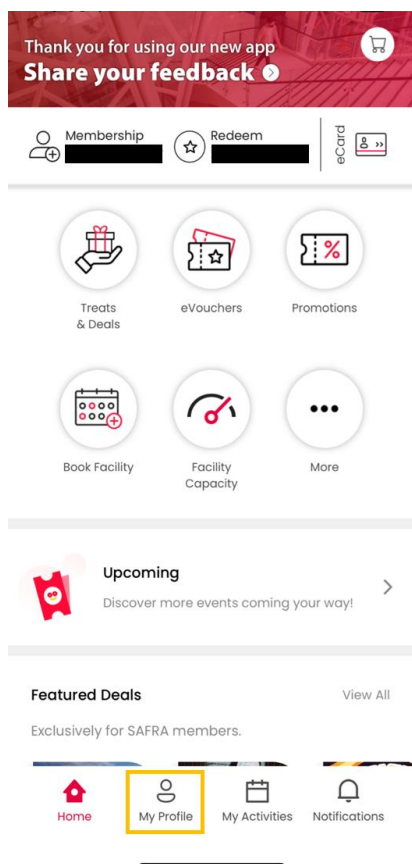 Thank you for using our new app
Share your feedback
Membership
Redeem
eCard
Treats
& Deals
eVouchers
Promotions
Book Facility
Facility
Capacity
More
Upcoming
Discover more events coming your way!
Featured Deals
View All
Exclusively for SAFRA members.
Home
My Profile
My Activities
Notifications